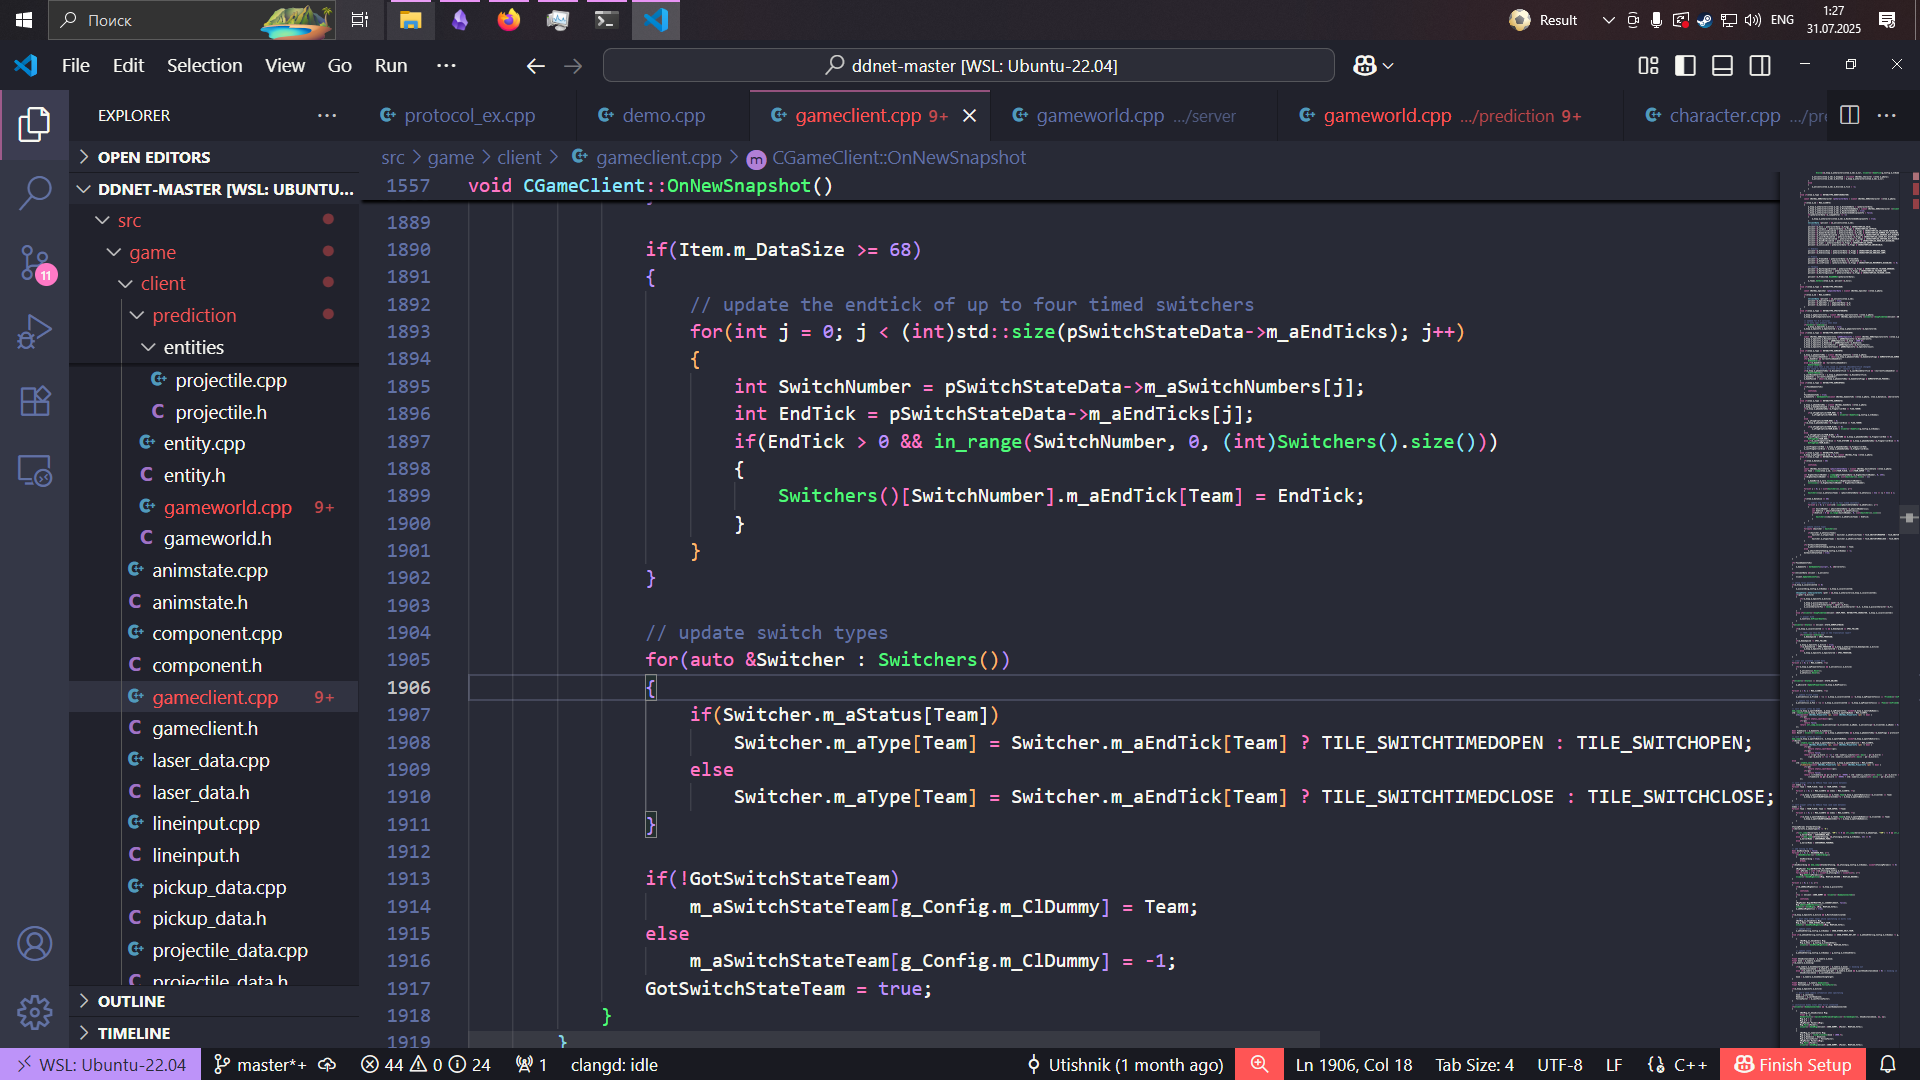 Поиск
Result
ENG
1:27
31.07.2025
File Edit Selection View Go Run ···
ddnet-master [WSL: Ubuntu-22.04]
EXPLORER
protocol_ex.cpp
demo.cpp
gameclient.cpp 9+
gameworld.cpp .../server
gameworld.cpp .../prediction 9+
character.cpp .../pre
OPEN EDITORS
DDNET-MASTER [WSL: UBUNTU...
src
game
client
prediction
entities
projectile.cpp
projectile.h
entity.cpp
entity.h
gameworld.cpp 9+
gameworld.h
animstate.cpp
animstate.h
component.cpp
component.h
gameclient.cpp 9+
gameclient.h
laser_data.cpp
laser_data.h
lineinput.cpp
lineinput.h
pickup_data.cpp
pickup_data.h
projectile_data.cpp
projectile_data.h
OUTLINE
TIMELINE
11
src > game > client > gameclient.cpp > CGameClient::OnNewSnapshot
1557 void CGameClient::OnNewSnapshot()
1889
1890 if(Item.m_DataSize >= 68)
1891 {
1892 // update the endtick of up to four timed switchers
1893 for(int j = 0; j < (int)std::size(pSwitchStateData->m_aEndTicks); j++)
1894 {
1895 int SwitchNumber = pSwitchStateData->m_aSwitchNumbers[j];
1896 int EndTick = pSwitchStateData->m_aEndTicks[j];
1897 if(EndTick > 0 && in_range(SwitchNumber, 0, (int)Switchers().size()))
1898 {
1899 Switchers()[SwitchNumber].m_aEndTick[Team] = EndTick;
1900 }
1901 }
1902 }
1903
1904 // update switch types
1905 for(auto &Switcher : Switchers())
1906 {
1907 if(Switcher.m_aStatus[Team])
1908 Switcher.m_aType[Team] = Switcher.m_aEndTick[Team] ? TILE_SWITCHTIMEDOPEN : TILE_SWITCHOPEN;
1909 else
1910 Switcher.m_aType[Team] = Switcher.m_aEndTick[Team] ? TILE_SWITCHTIMEDCLOSE : TILE_SWITCHCLOSE;
1911 }
1912
1913 if(!GotSwitchStateTeam)
1914 m_aSwitchStateTeam[g_Config.m_ClDummy] = Team;
1915 else
1916 m_aSwitchStateTeam[g_Config.m_ClDummy] = -1;
1917 GotSwitchStateTeam = true;
1918 }
1919 }
WSL: Ubuntu-22.04
master*+
44 0 24
1
clangd: idle
Utishnik (1 month ago)
Ln 1906, Col 18
Tab Size: 4
UTF-8
LF
C++
Finish Setup